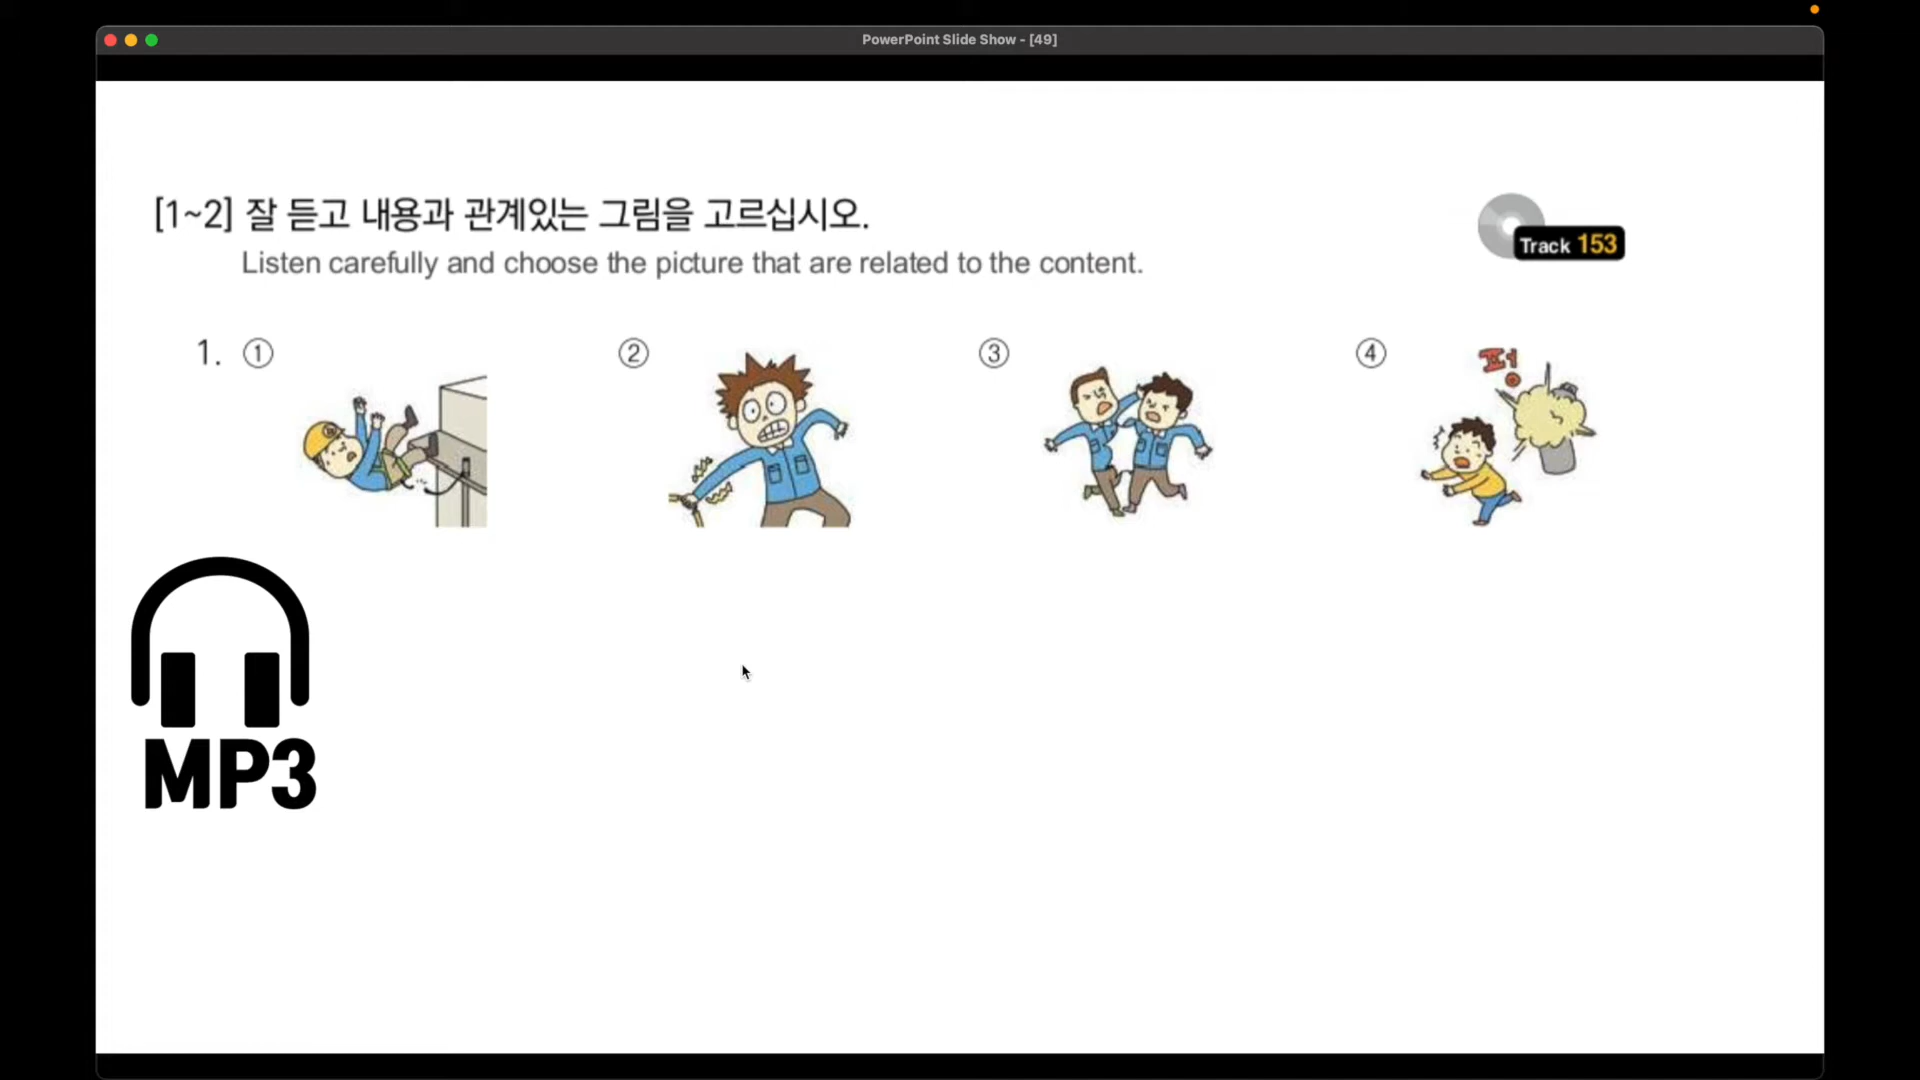 PowerPoint Slide Show - [49]
[1~2] 잘 듣고 내용과 관계있는 그림을 고르십시오.
Track 153
Listen carefully and choose the picture that are related to the content.
1. ① ② ③ ④
펑
MP3